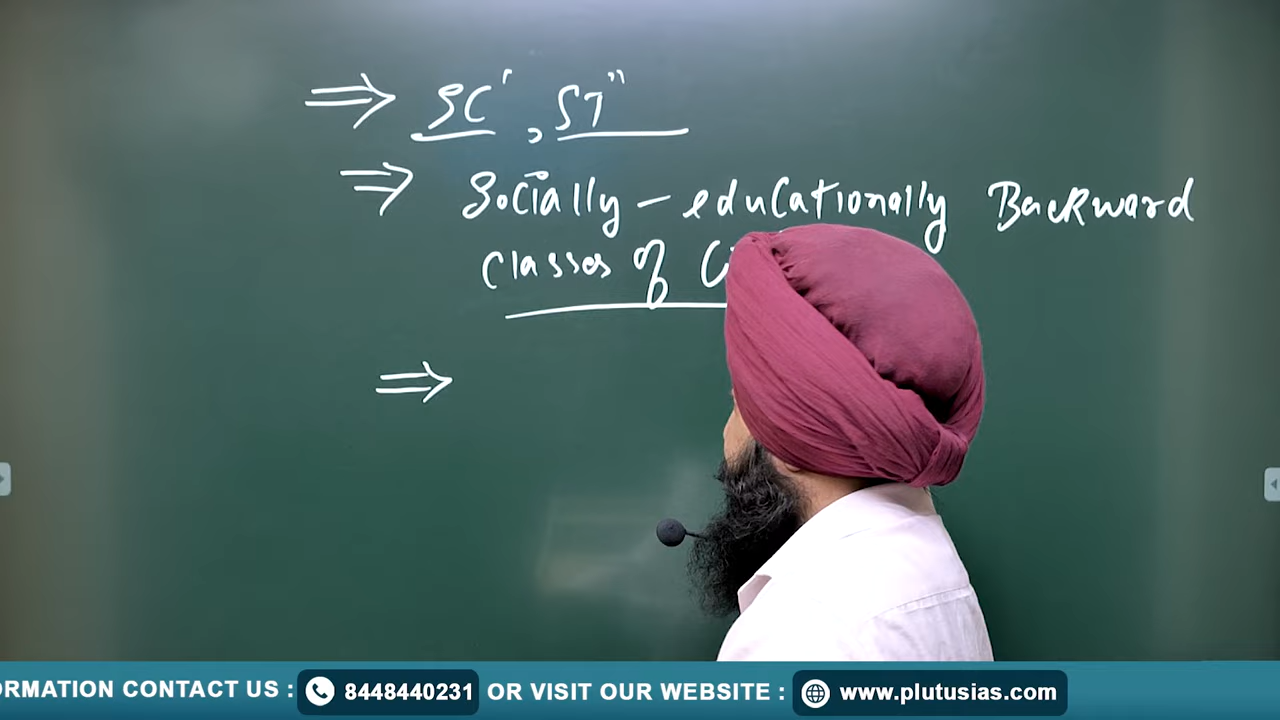 ⇒ SC', ST"
⇒ Socially - educationally Backward
classes of
⇒
ORMATION CONTACT US : 8448440231 OR VISIT OUR WEBSITE : www.plutusias.com